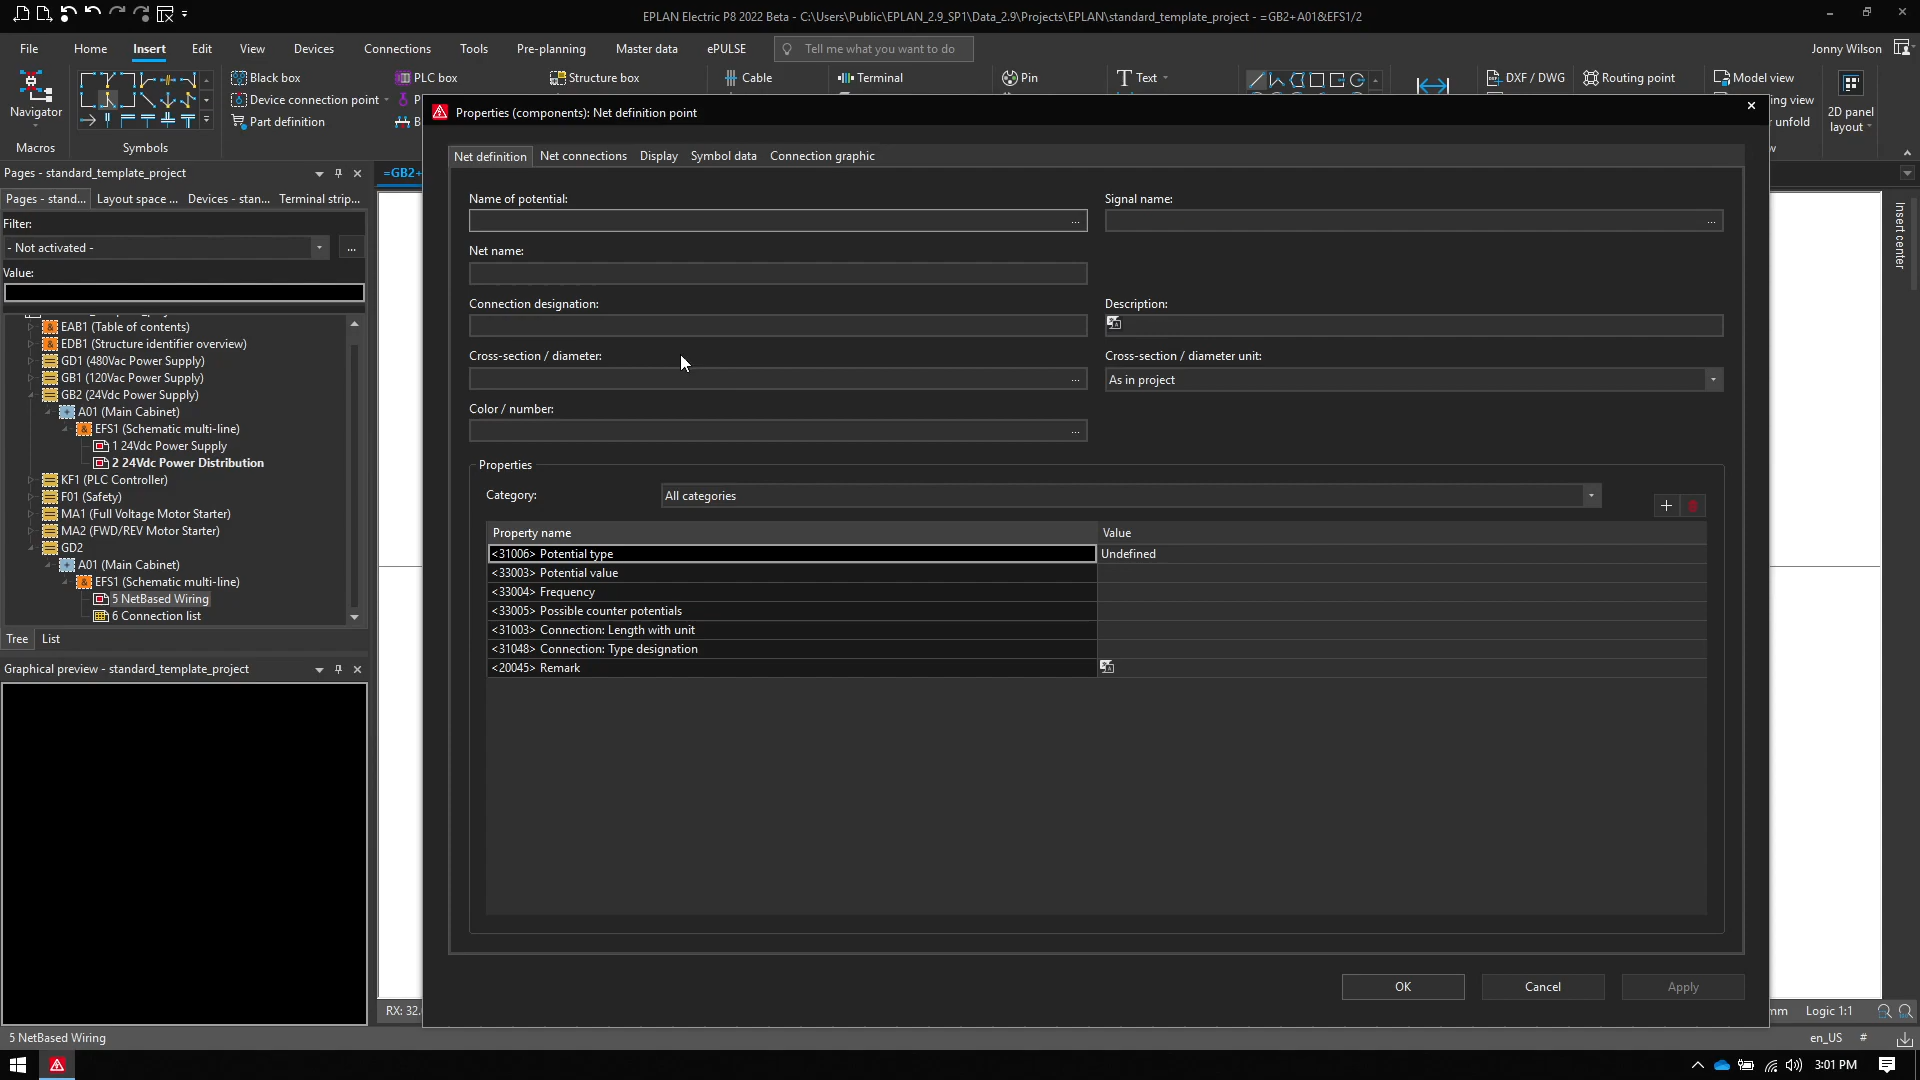 EPLAN Electric P8 2022 Beta - C:\Users\Public\EPLAN_2.9_SP1\Data_2.9\Projects\EPLAN\standard_template_project - =GB2+A01&EFS1/2
File Home Insert Edit View Devices Connections Tools Pre-planning Master data ePULSE Tell me what you want to do Jonny Wilson
Black box PLC box Structure box Cable Terminal Pin Text DXF / DWG Routing point Model view
Navigator Device connection point P ing view 2D panel
Part definition B unfold layout
Macros Symbols w
Properties (components): Net definition point
Pages - standard_template_project =GB2+
Pages - stand... Layout space ... Devices - stan... Terminal strip...
Filter:
- Not activated - ...
Value:
EAB1 (Table of contents)
EDB1 (Structure identifier overview)
GD1 (480Vac Power Supply)
GB1 (120Vac Power Supply)
GB2 (24Vdc Power Supply)
A01 (Main Cabinet)
EFS1 (Schematic multi-line)
1 24Vdc Power Supply
2 24Vdc Power Distribution
KF1 (PLC Controller)
F01 (Safety)
MA1 (Full Voltage Motor Starter)
MA2 (FWD/REV Motor Starter)
GD2
A01 (Main Cabinet)
EFS1 (Schematic multi-line)
5 NetBased Wiring
6 Connection list
Tree List
Graphical preview - standard_template_project
Net definition Net connections Display Symbol data Connection graphic
Name of potential: Signal name:
... ...
Net name:
Connection designation: Description:
Cross-section / diameter: Cross-section / diameter unit:
... As in project
Color / number:
...
Properties
Category: All categories
Property name Value
<31006> Potential type Undefined
<33003> Potential value
<33004> Frequency
<33005> Possible counter potentials
<31003> Connection: Length with unit
<31048> Connection: Type designation
<20045> Remark
OK Cancel Apply
Insert center
RX: 32. mm Logic 1:1
5 NetBased Wiring en_US #
3:01 PM